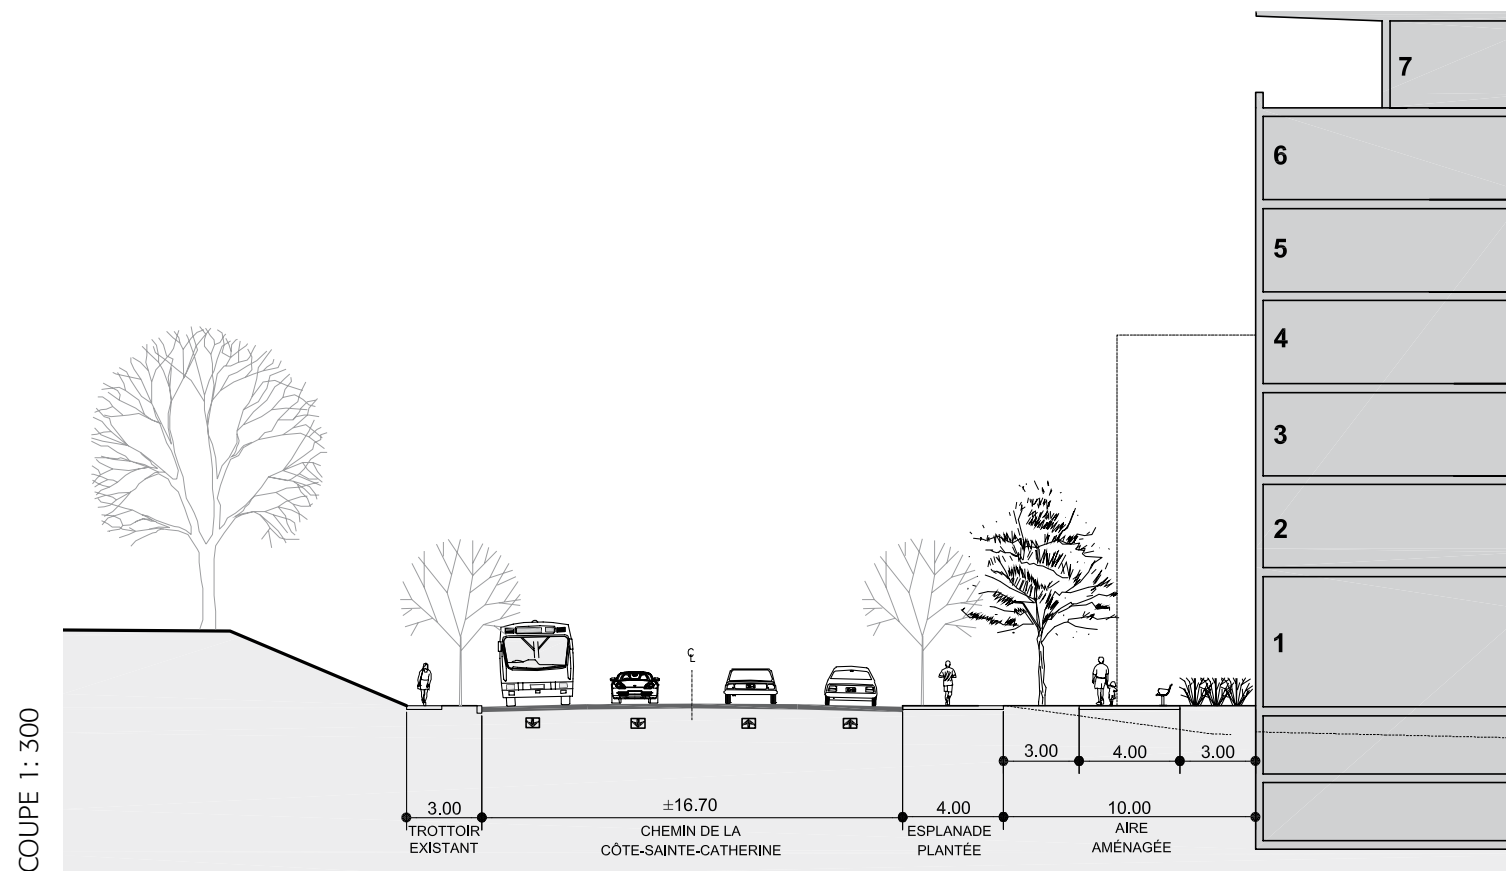 7
6
5
4
3
2
1
℄
3.00
4.00
3.00
3.00
±16.70
4.00
10.00
TROTTOIR
EXISTANT
CHEMIN DE LA
CÔTE-SAINTE-CATHERINE
ESPLANADE
PLANTÉE
AIRE
AMÉNAGÉE
COUPE 1: 300